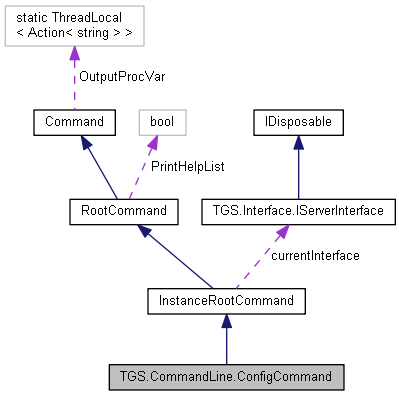 static ThreadLocal
< Action< string > >
OutputProcVar
Command
bool
IDisposable
PrintHelpList
RootCommand
TGS.Interface.IServerInterface
currentInterface
InstanceRootCommand
TGS.CommandLine.ConfigCommand